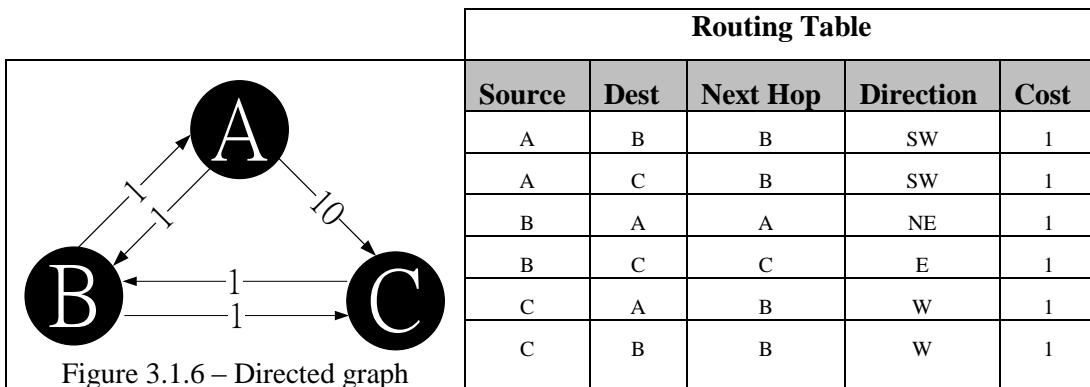 Routing Table
Source Dest Next Hop Direction Cost
A B B SW 1
A C B SW 1
B A A NE 1
B C C E 1
C A B W 1
C B B W 1
A
1
1
10
B
1
1
C
Figure 3.1.6 – Directed graph